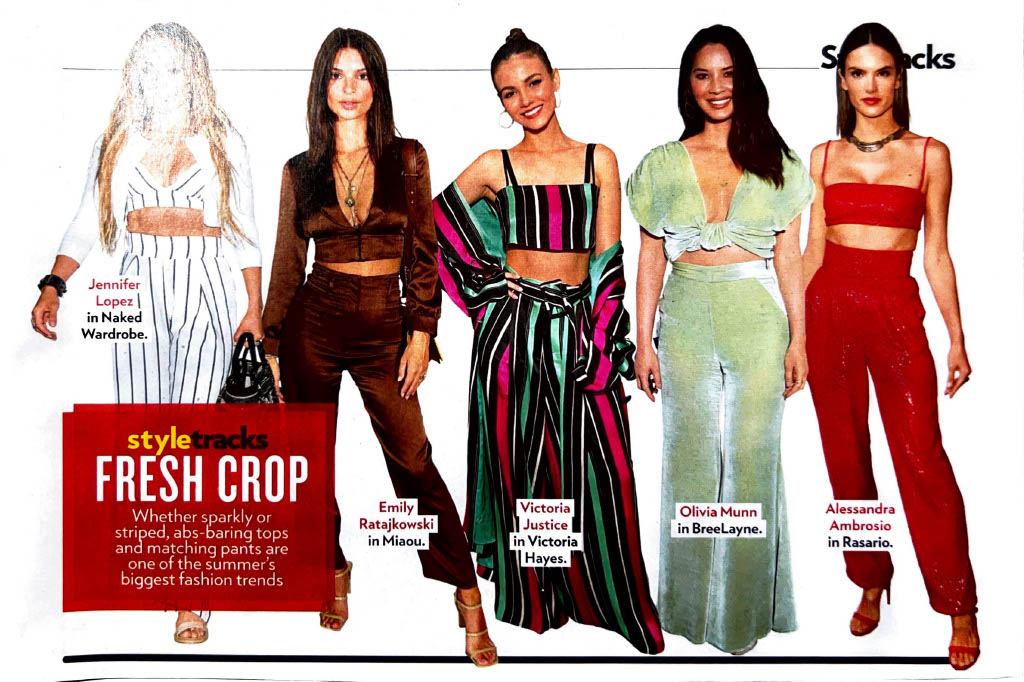 Jennifer
Lopez
in Naked
Wardrobe.
styletracks
FRESH CROP
Whether sparkly or
striped, abs-baring tops
and matching pants are
one of the summer's
biggest fashion trends
Emily
Ratajkowski
in Miaou.
Victoria
Justice
in Victoria
Hayes.
Olivia Munn
in BreeLayne.
Alessandra
Ambrosio
in Rasario.